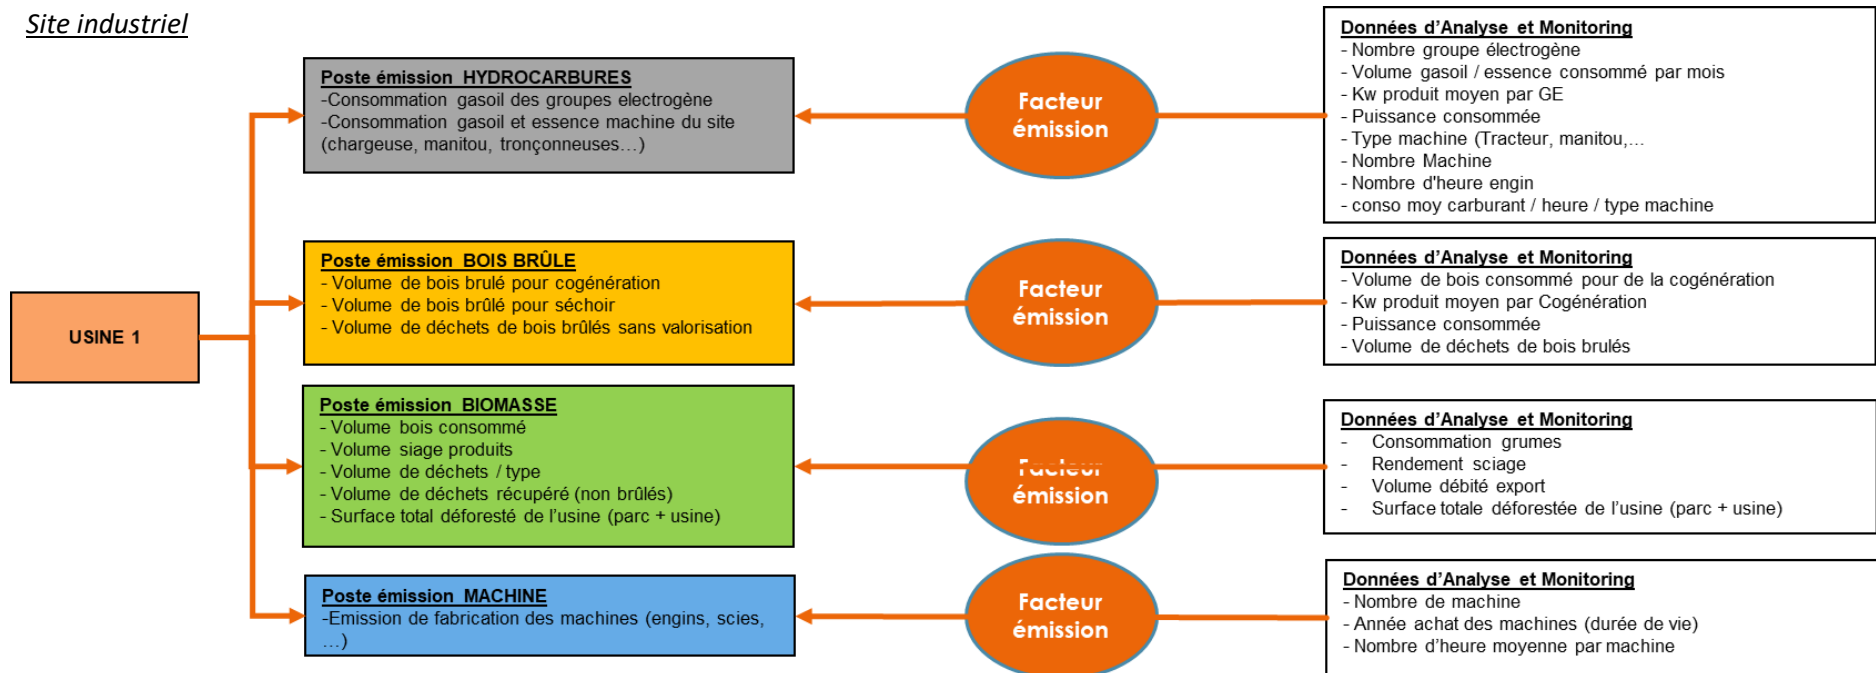 Site industriel
Poste émission HYDROCARBURES
-Consommation gasoil des groupes electrogène
-Consommation gasoil et essence machine du site
(chargeuse, manitou, tronçonneuses…)
Facteur
émission
Données d’Analyse et Monitoring
- Nombre groupe électrogène
- Volume gasoil / essence consommé par mois
- Kw produit moyen par GE
- Puissance consommée
- Type machine (Tractor, manitou,...
- Nombre Machine
- Nombre d'heure engin
- conso moy carburant / heure / type machine
USINE 1
Poste émission BOIS BRÛLE
- Volume de bois brulé pour cogénération
- Volume de bois brûlé pour séchoir
- Volume de déchets de bois brûlés sans valorisation
Facteur
émission
Données d’Analyse et Monitoring
- Volume de bois consommé pour de la cogénération
- Kw produit moyen par Cogénération
- Puissance consommée
- Volume de déchets de bois brulés
Poste émission BIOMASSE
- Volume bois consommé
- Volume siage produits
- Volume de déchets / type
- Volume de déchets récupéré (non brûlés)
- Surface total déforesté de l’usine (parc + usine)
Facteur
émission
Données d’Analyse et Monitoring
- Consommation grumes
- Rendement sciage
- Volume débité export
- Surface totale déforestée de l’usine (parc + usine)
Poste émission MACHINE
-Emission de fabrication des machines (engins, scies,
…)
Facteur
émission
Données d’Analyse et Monitoring
- Nombre de machine
- Année achat des machines (durée de vie)
- Nombre d’heure moyenne par machine